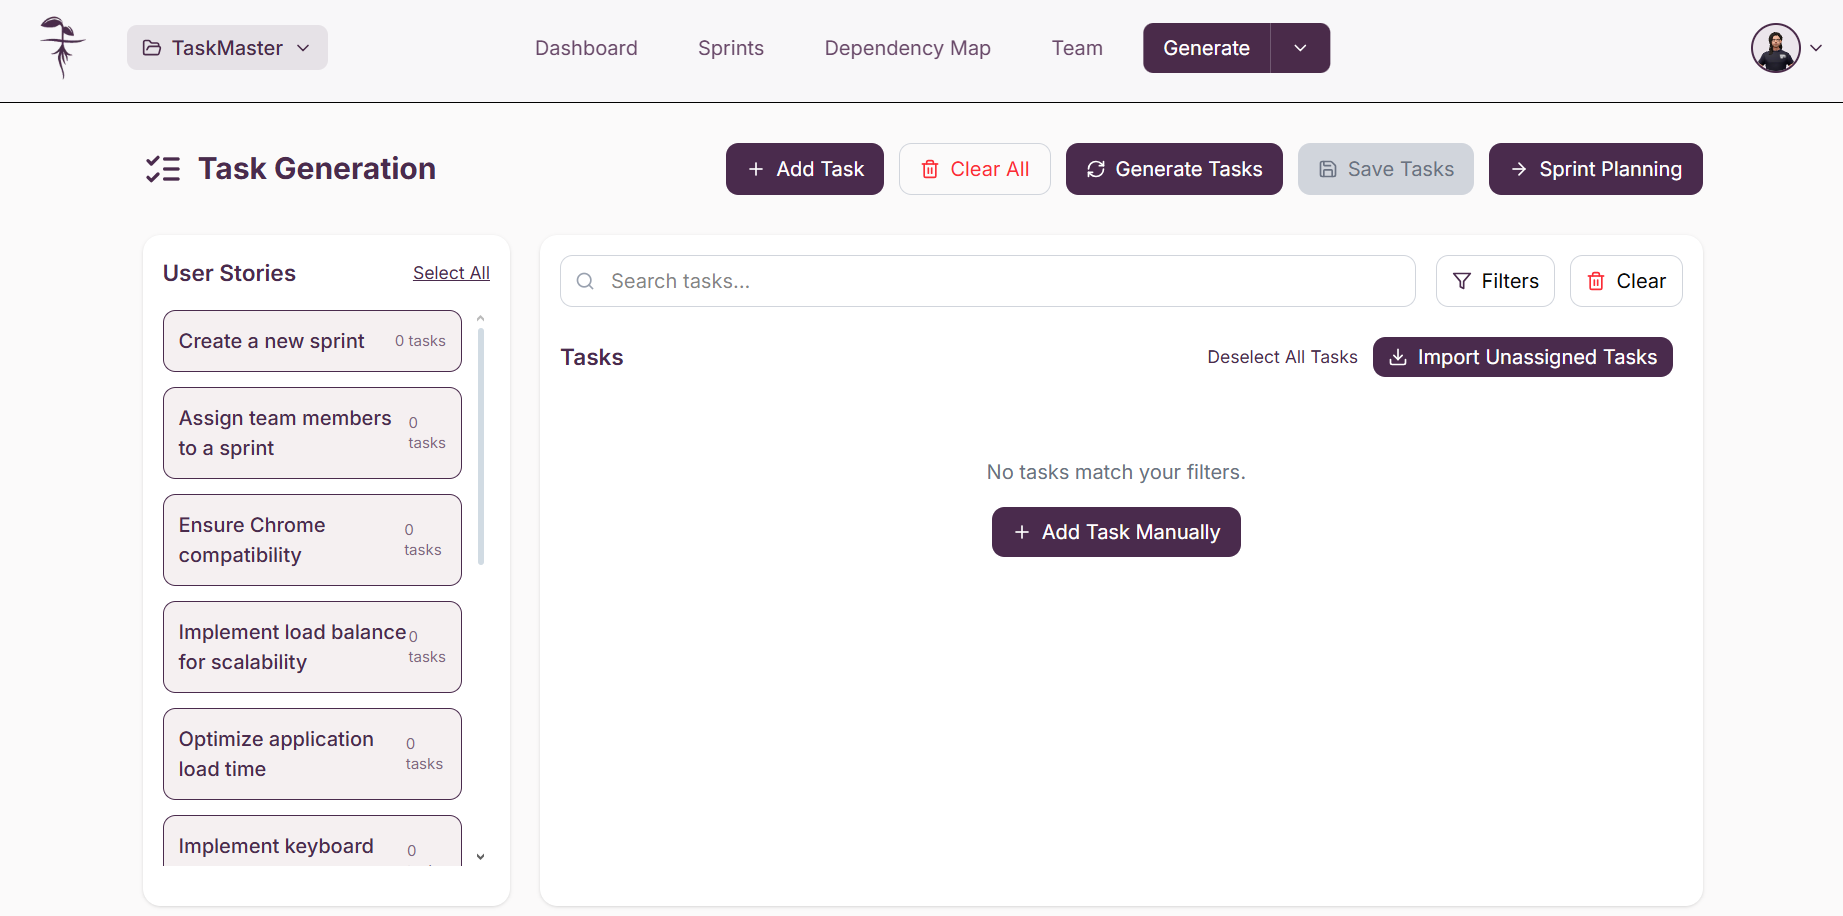 TaskMaster
Dashboard
Sprints
Dependency Map
Team
Generate
Task Generation
Add Task
Clear All
Generate Tasks
Save Tasks
Sprint Planning
User Stories
Select All
Create a new sprint
0 tasks
Assign team members
to a sprint
0
tasks
Ensure Chrome
compatibility
0
tasks
Implement load balance
for scalability
0
tasks
Optimize application
load time
0
tasks
Implement keyboard
0
Search tasks...
Filters
Clear
Tasks
Deselect All Tasks
Import Unassigned Tasks
No tasks match your filters.
Add Task Manually